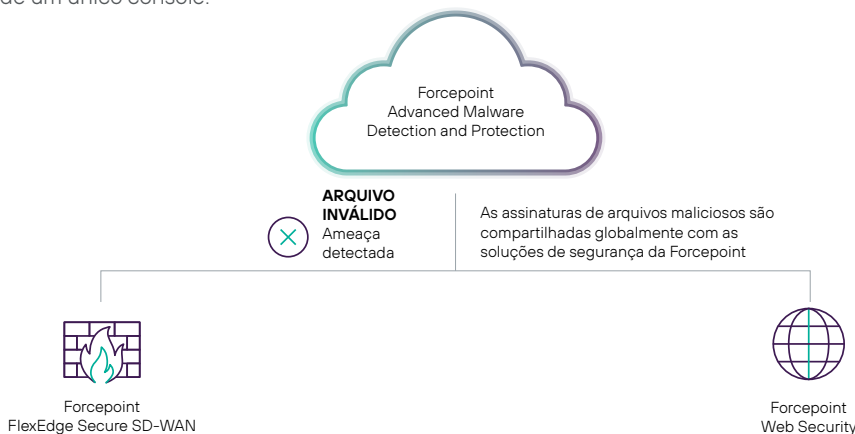 de um único console.
Forcepoint
Advanced Malware
Detection and Protection
ARQUIVO
INVÁLIDO
Ameaça
detectada
As assinaturas de arquivos maliciosos são
compartilhadas globalmente com as
soluções de segurança da Forcepoint
Forcepoint
FlexEdge Secure SD-WAN
Forcepoint
Web Security